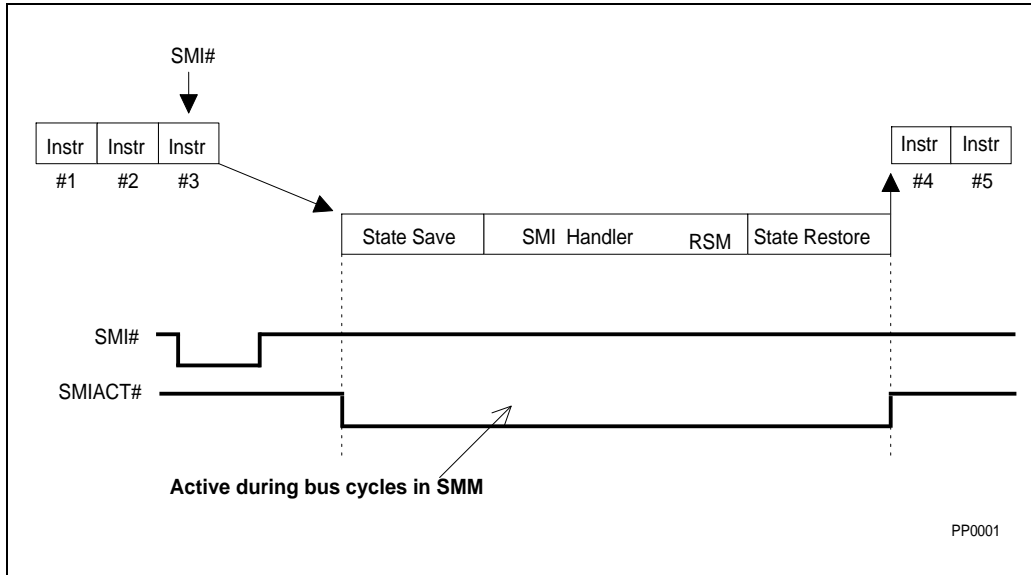 SMI#
Instr Instr Instr
#1 #2 #3
Instr Instr
#4 #5
State Save SMI Handler RSM State Restore
SMI#
SMIACT#
Active during bus cycles in SMM
PP0001